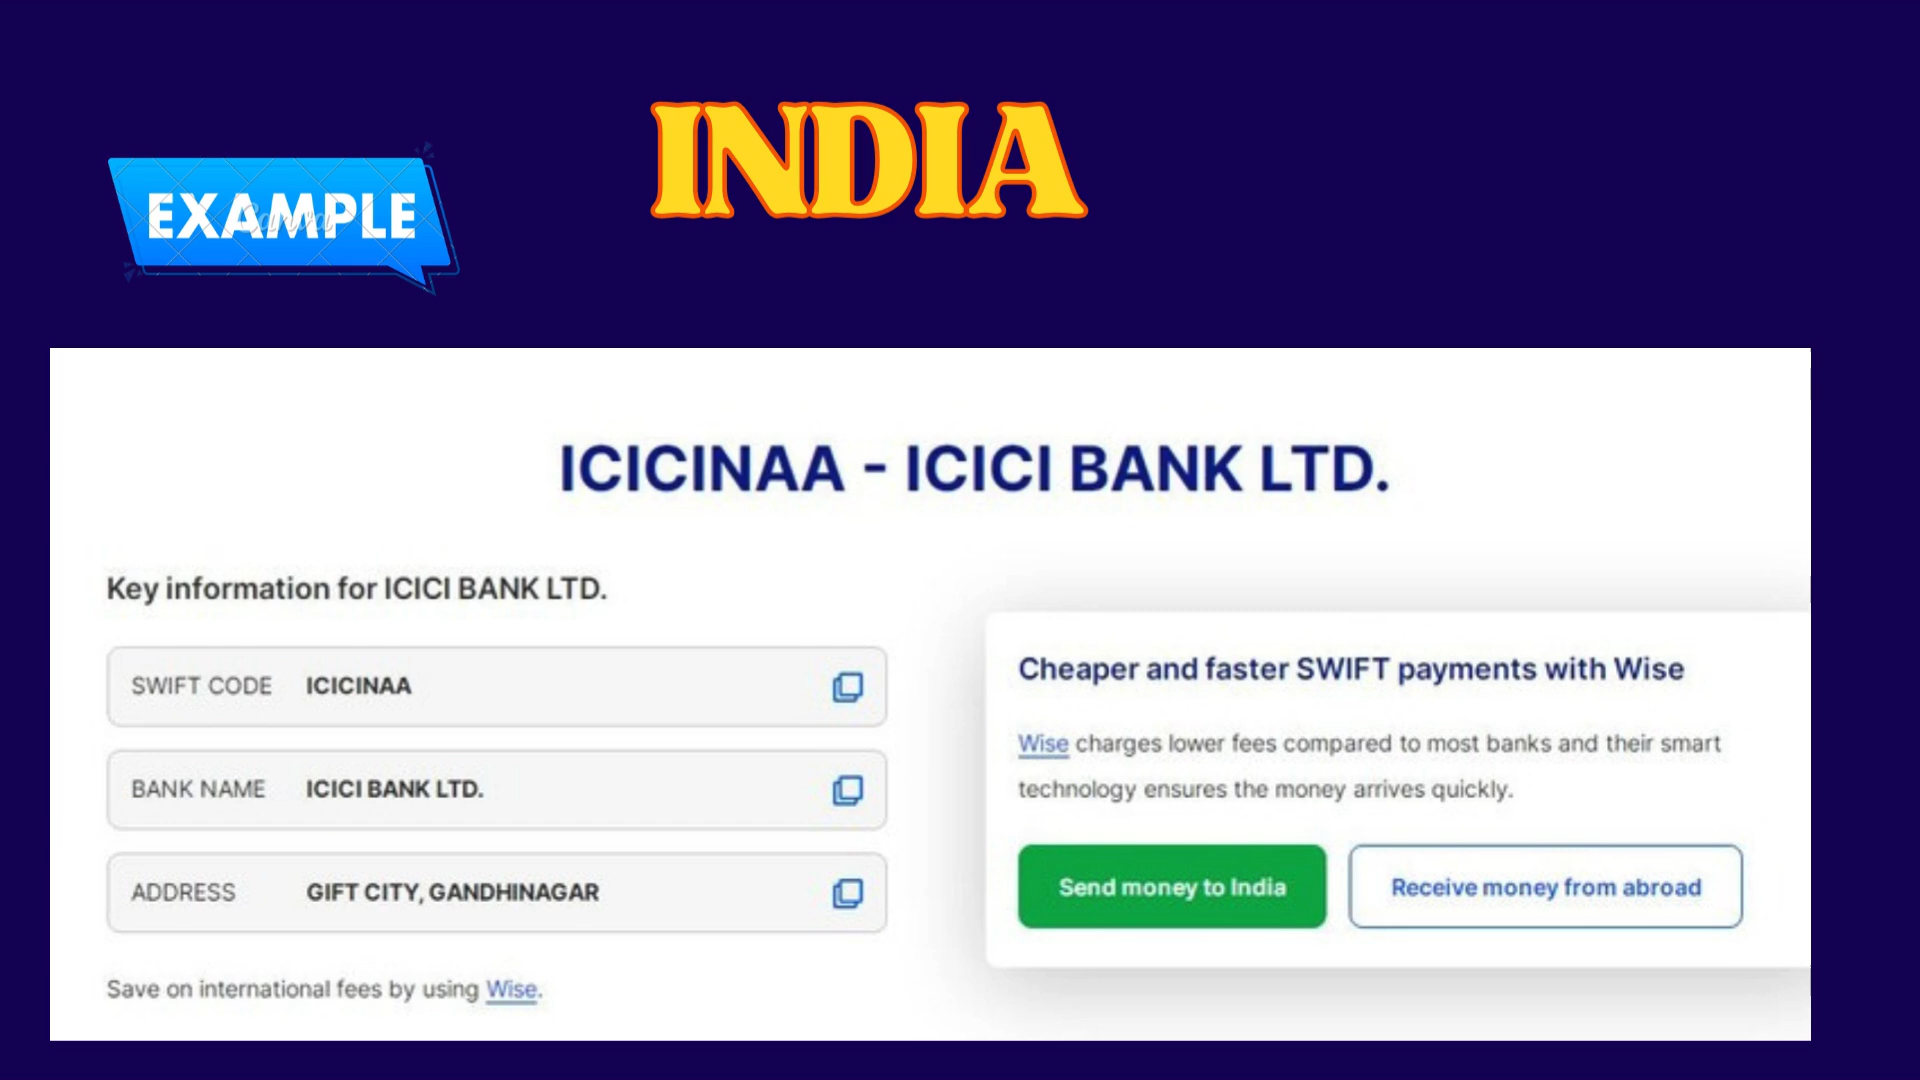 INDIA
EXAMPLE
Canva
ICICINAA - ICICI BANK LTD.
Key information for ICICI BANK LTD.
SWIFT CODE ICICINAA
BANK NAME ICICI BANK LTD.
ADDRESS GIFT CITY, GANDHINAGAR
Save on international fees by using Wise.
Cheaper and faster SWIFT payments with Wise
Wise charges lower fees compared to most banks and their smart
technology ensures the money arrives quickly.
Send money to India
Receive money from abroad